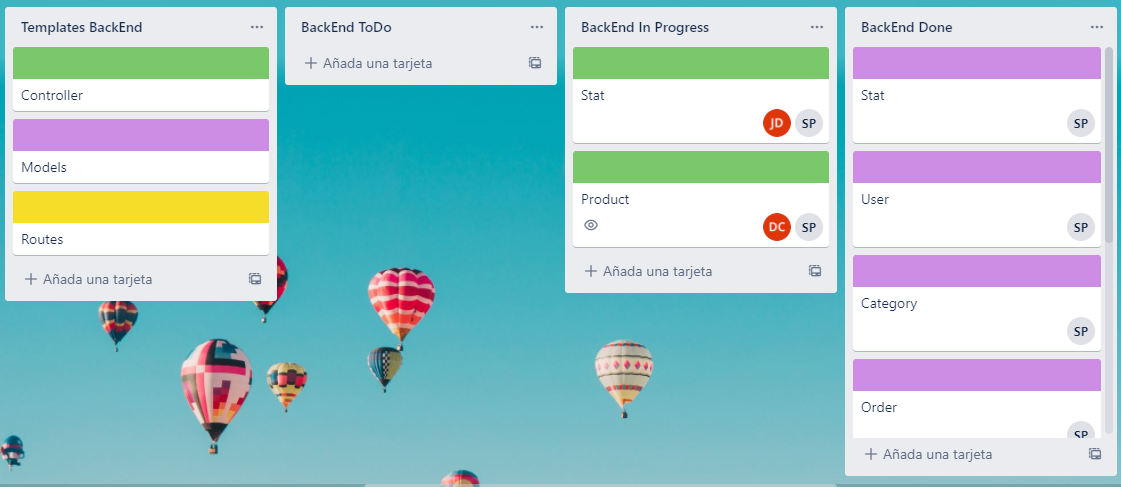 Templates BackEnd
Controller
Models
Routes
Añada una tarjeta
BackEnd ToDo
Añada una tarjeta
BackEnd In Progress
Stat
JD SP
Product
DC SP
Añada una tarjeta
BackEnd Done
Stat
SP
User
SP
Category
SP
Order
SP
Añada una tarjeta